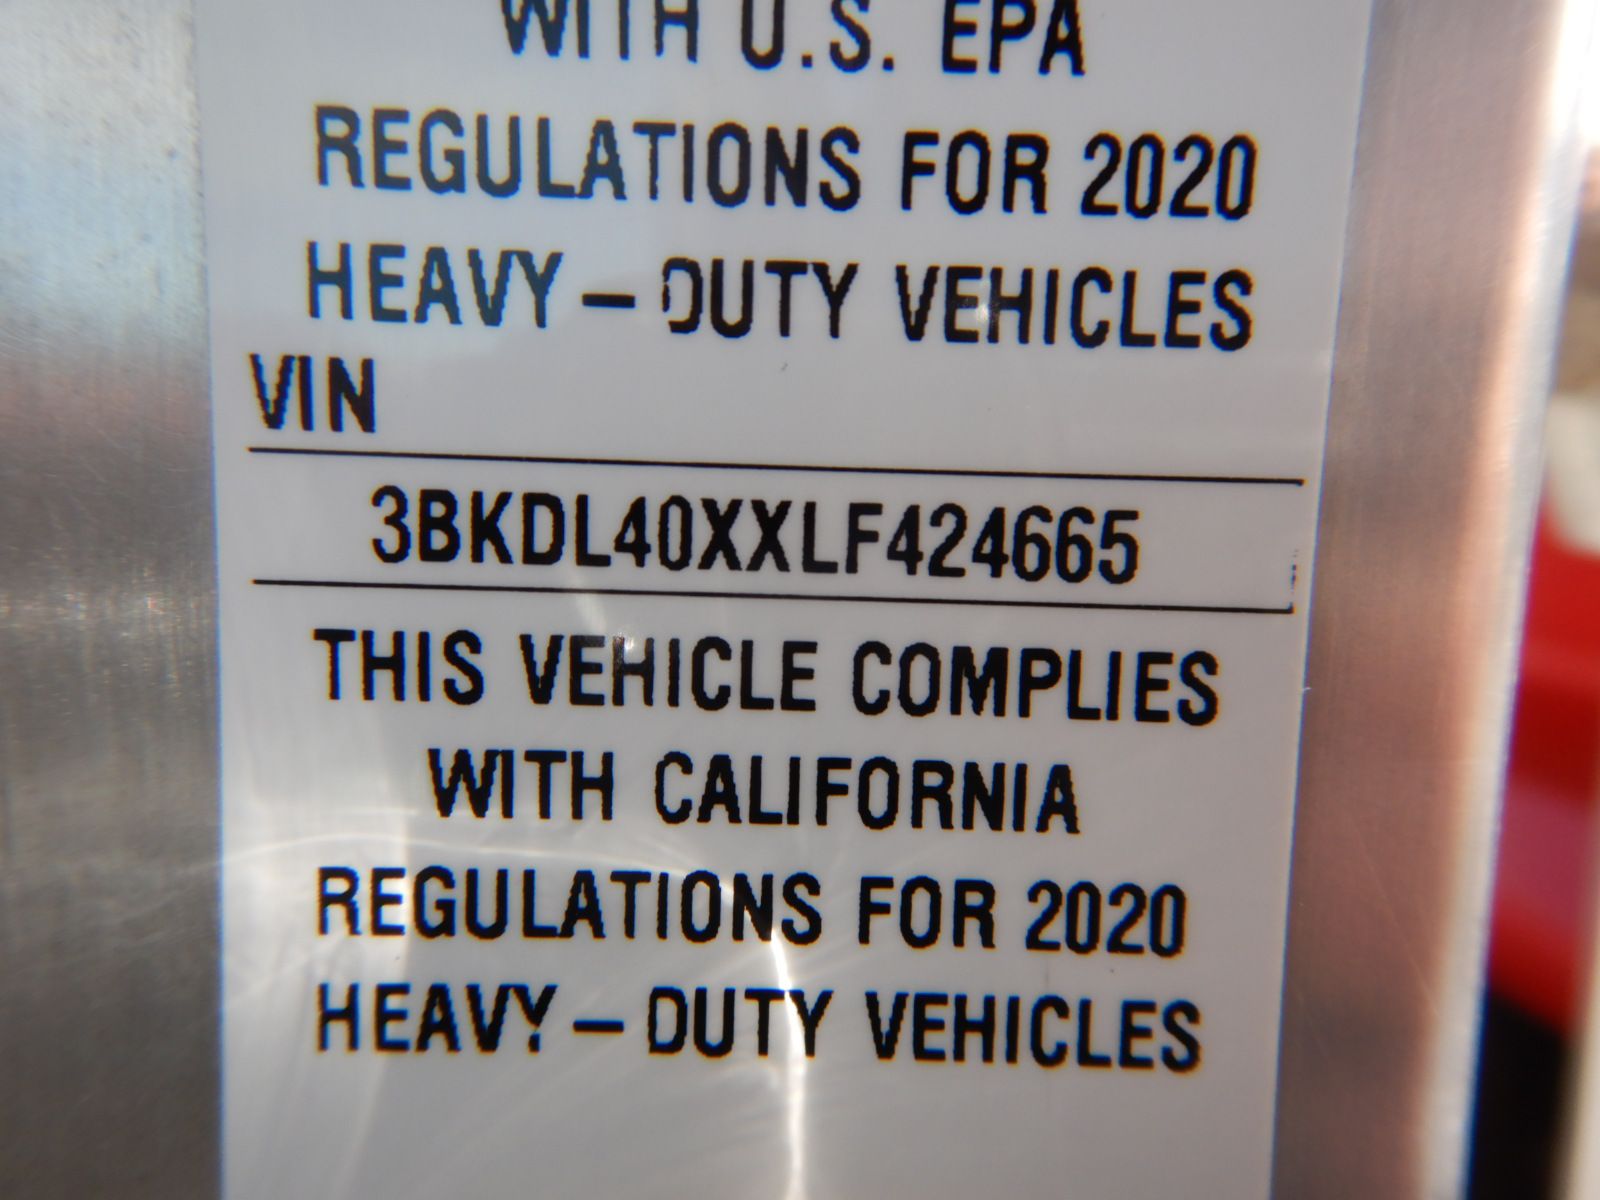 WITH U.S. EPA
REGULATIONS FOR 2020
HEAVY – DUTY VEHICLES
VIN
3BKDL40XXLF424665
THIS VEHICLE COMPLIES
WITH CALIFORNIA
REGULATIONS FOR 2020
HEAVY – DUTY VEHICLES